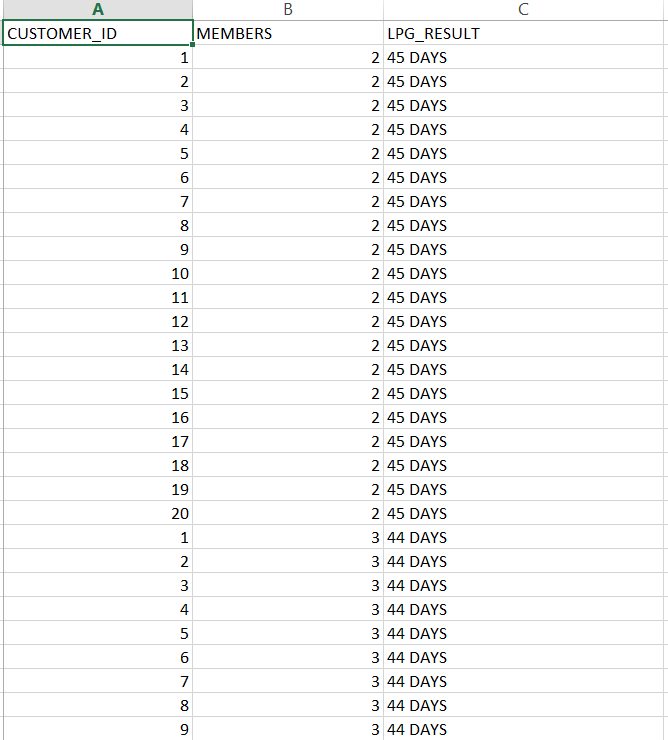 A B C
CUSTOMER_ID MEMBERS LPG_RESULT
1 2 45 DAYS
2 2 45 DAYS
3 2 45 DAYS
4 2 45 DAYS
5 2 45 DAYS
6 2 45 DAYS
7 2 45 DAYS
8 2 45 DAYS
9 2 45 DAYS
10 2 45 DAYS
11 2 45 DAYS
12 2 45 DAYS
13 2 45 DAYS
14 2 45 DAYS
15 2 45 DAYS
16 2 45 DAYS
17 2 45 DAYS
18 2 45 DAYS
19 2 45 DAYS
20 2 45 DAYS
1 3 44 DAYS
2 3 44 DAYS
3 3 44 DAYS
4 3 44 DAYS
5 3 44 DAYS
6 3 44 DAYS
7 3 44 DAYS
8 3 44 DAYS
9 3 44 DAYS